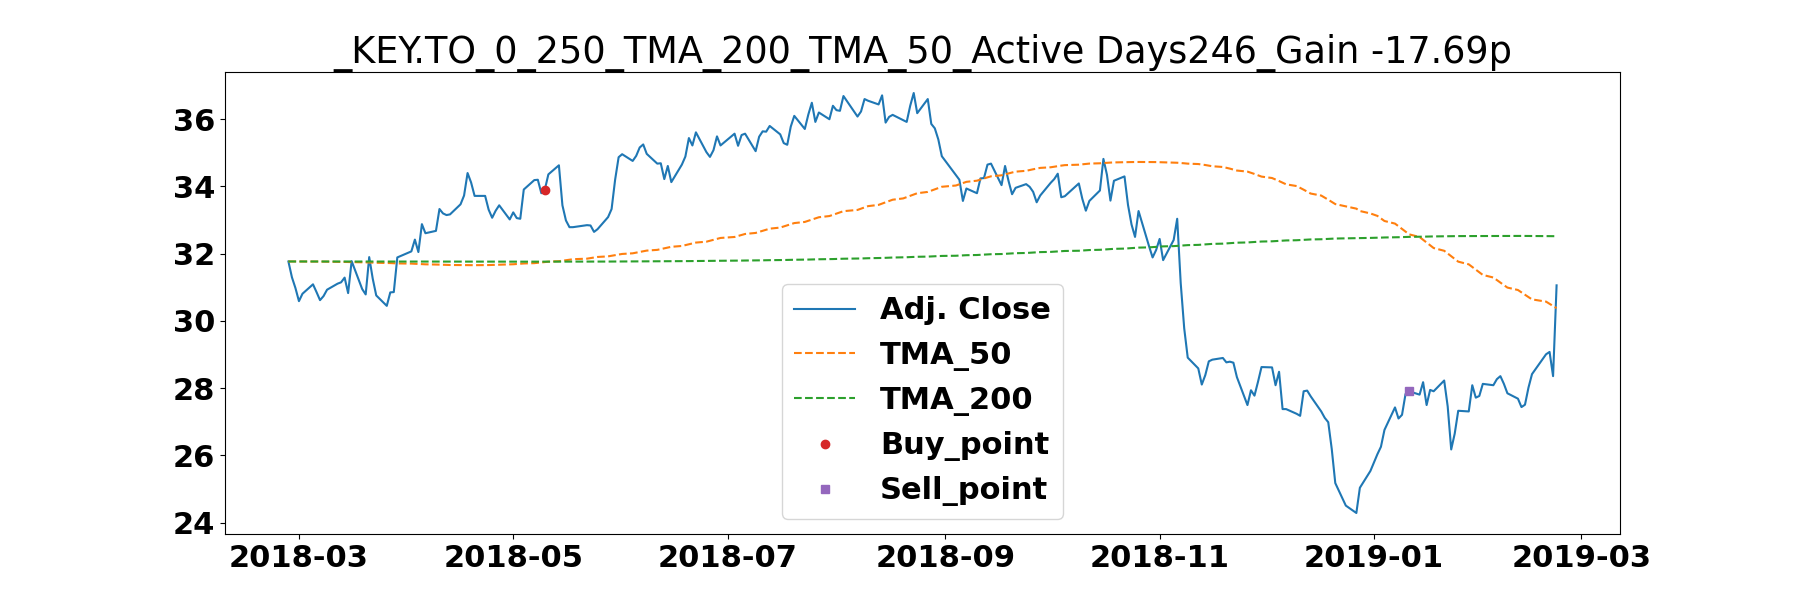 _KEY.TO_0_250_TMA_200_TMA_50_Active Days246_Gain -17.69p
36
34
32
30
28
26
24
Adj. Close
TMA_50
TMA_200
Buy_point
Sell_point
2018-03 2018-05 2018-07 2018-09 2018-11 2019-01 2019-03